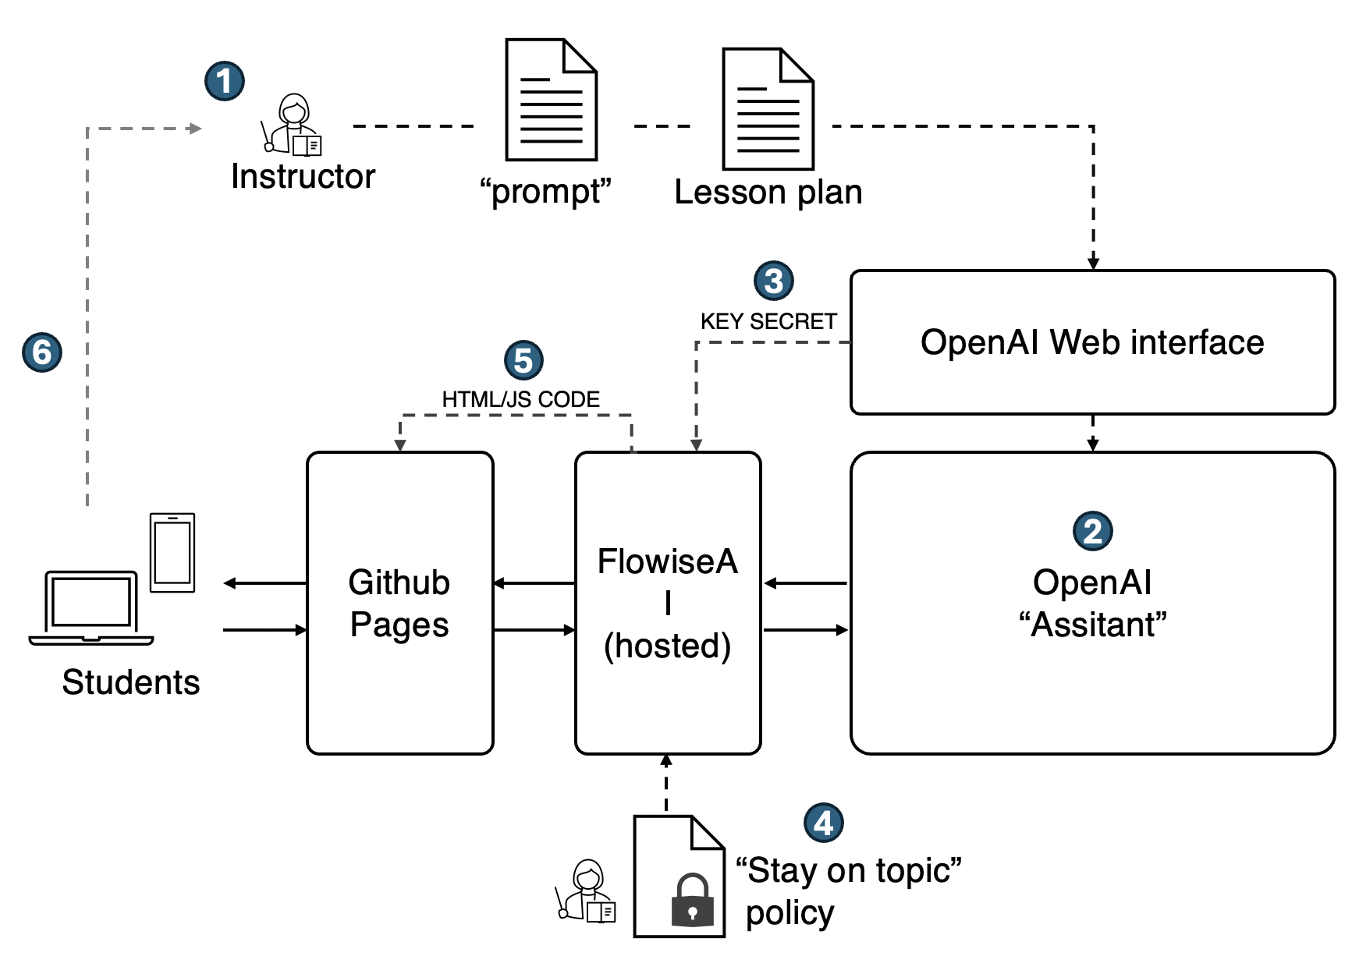 1
Instructor
“prompt”
Lesson plan
3
KEY SECRET
OpenAI Web interface
6
5
HTML/JS CODE
2
OpenAI
“Assitant”
FlowiseA
I
(hosted)
Github
Pages
Students
4
“Stay on topic”
policy